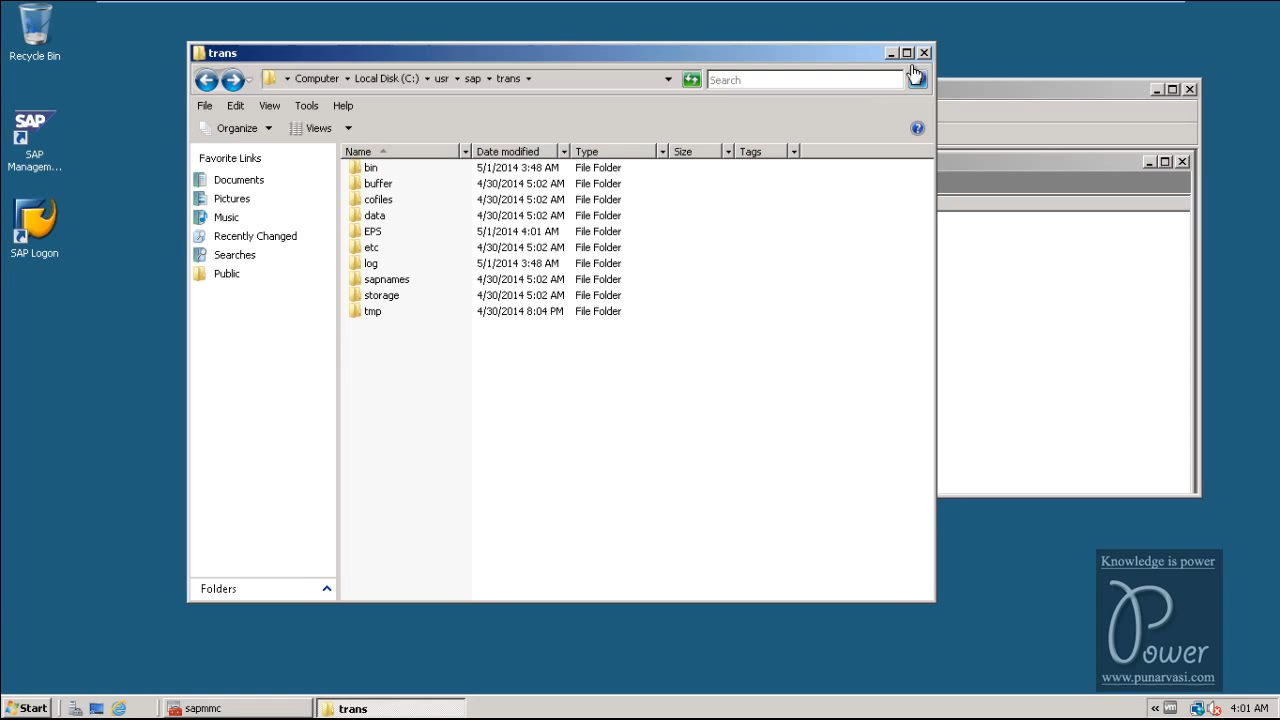 Recycle Bin
SAP
Managem...
SAP Logon
trans
Computer Local Disk (C:) usr sap trans
Search
File Edit View Tools Help
Organize Views
Favorite Links
Documents
Pictures
Music
Recently Changed
Searches
Public
Folders
Name Date modified Type Size Tags
bin 5/1/2014 3:48 AM File Folder
buffer 4/30/2014 5:02 AM File Folder
cofiles 4/30/2014 5:02 AM File Folder
data 4/30/2014 5:02 AM File Folder
EPS 5/1/2014 4:01 AM File Folder
etc 4/30/2014 5:02 AM File Folder
log 5/1/2014 3:48 AM File Folder
sapnames 4/30/2014 5:02 AM File Folder
storage 4/30/2014 5:02 AM File Folder
tmp 4/30/2014 8:04 PM File Folder
Knowledge is power
Power
www.punarvasi.com
Start sapmmc trans 4:01 AM